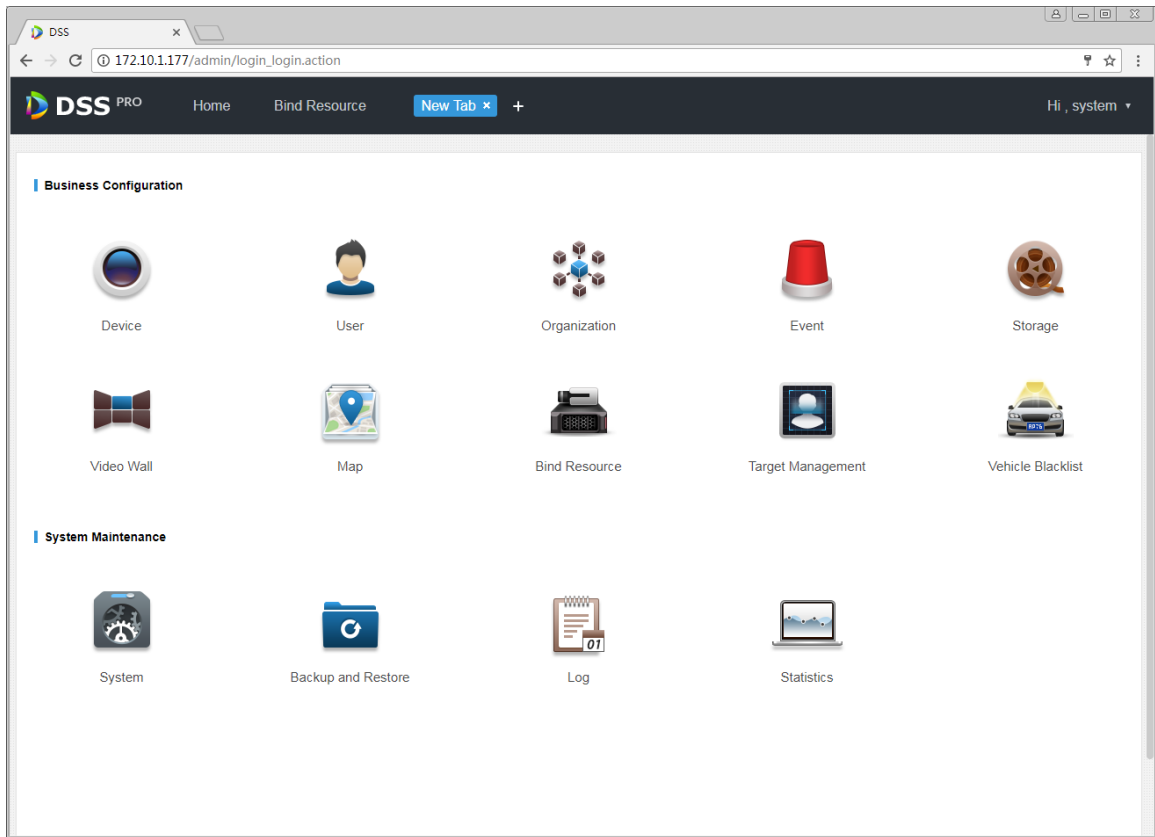 DSS
172.10.1.177/admin/login_login.action
DSS PRO Home Bind Resource New Tab × + Hi , system
Business Configuration
Device User Organization Event Storage
Video Wall Map Bind Resource Target Management Vehicle Blacklist
System Maintenance
01
System Backup and Restore Log Statistics